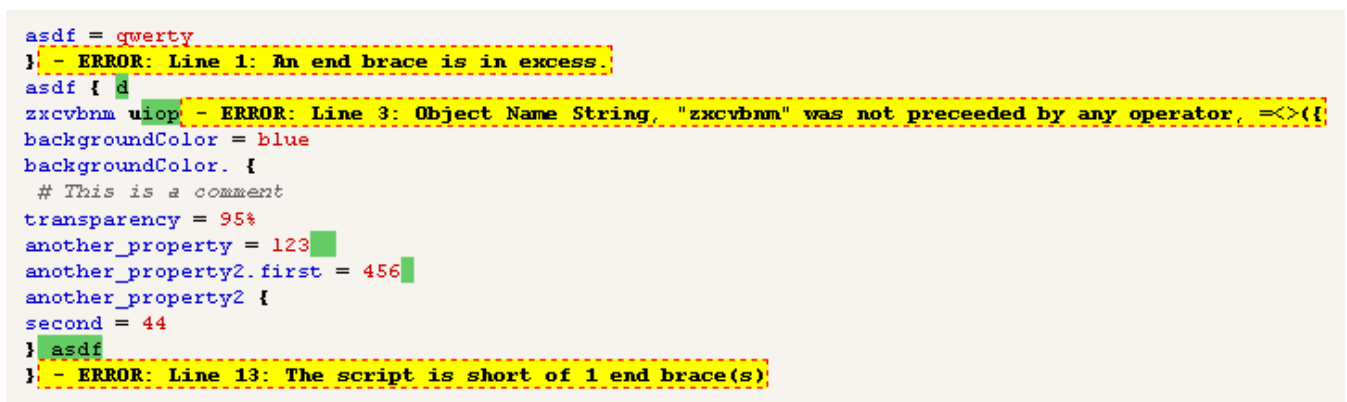 asdf = qwerty
} - ERROR: Line 1: An end brace is in excess.
asdf { d
zxcvbnm uiop - ERROR: Line 3: Object Name String, "zxcvbnm" was not preceeded by any operator, =<>({
backgroundColor = blue
backgroundColor. {
# This is a comment
transparency = 95%
another_property = 123
another_property2.first = 456
another_property2 {
second = 44
} asdf
} - ERROR: Line 13: The script is short of 1 end brace(s)